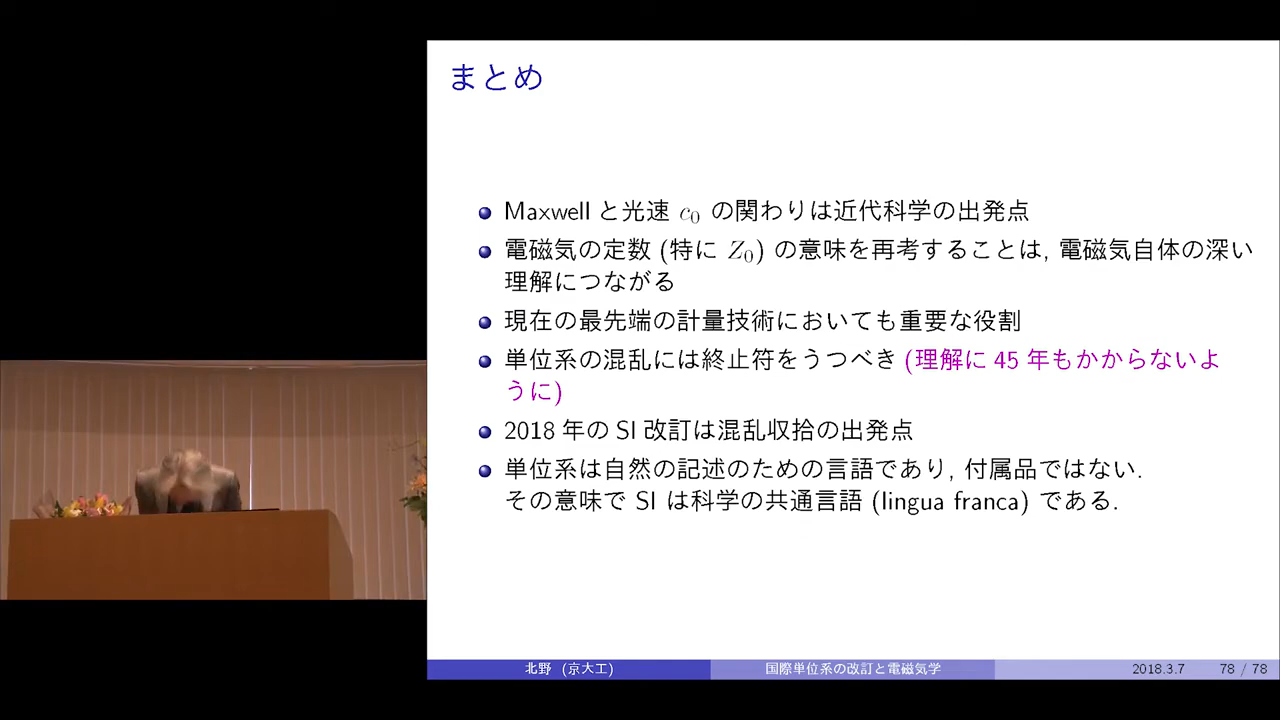 まとめ
Maxwell と光速 c₀ の関わりは近代科学の出発点
電磁気の定数 (特に Z₀) の意味を再考することは, 電磁気自体の深い
理解につながる
現在の最先端の計量技術においても重要な役割
単位系の混乱には終止符をうつべき (理解に 45 年もかからないよ
うに)
2018 年の SI 改訂は混乱収拾の出発点
単位系は自然の記述のための言語であり, 付属品ではない.
その意味で SI は科学の共通言語 (lingua franca) である.
北野 (京大工) 国際単位系の改訂と電磁気学 2018.3.7 78 / 78